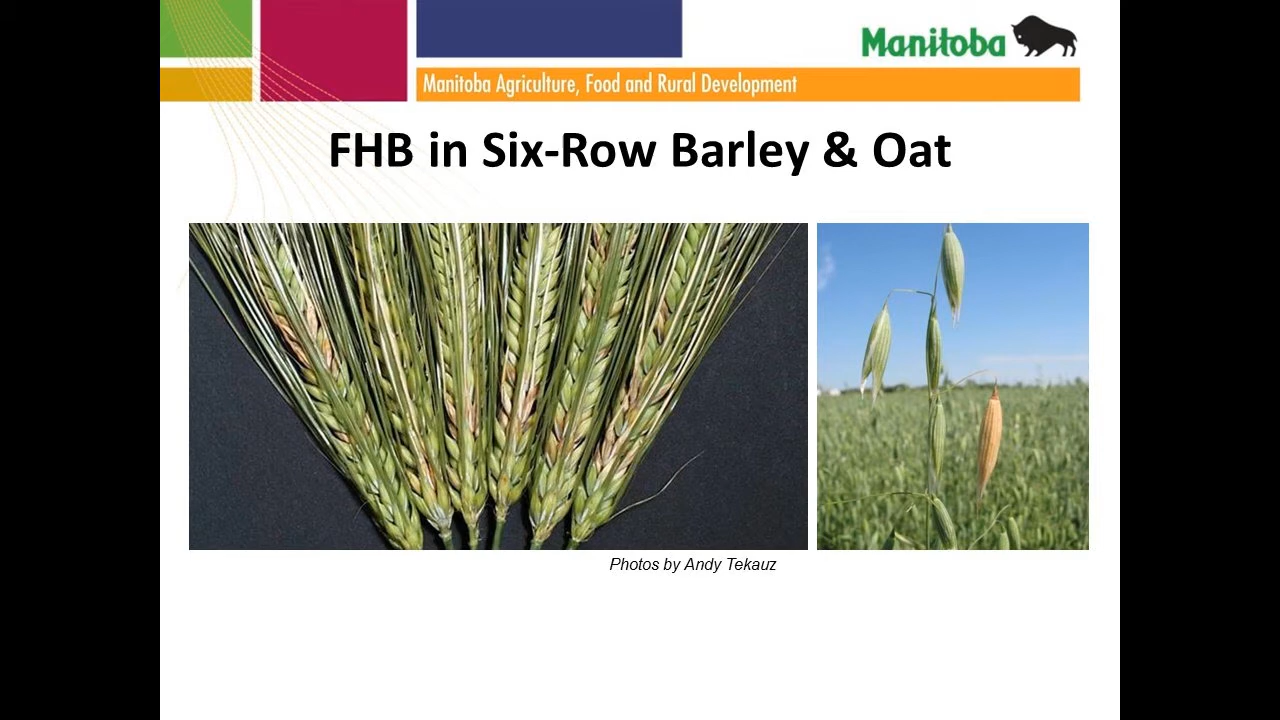 Manitoba
Manitoba Agriculture, Food and Rural Development
FHB in Six-Row Barley & Oat
Photos by Andy Tekauz